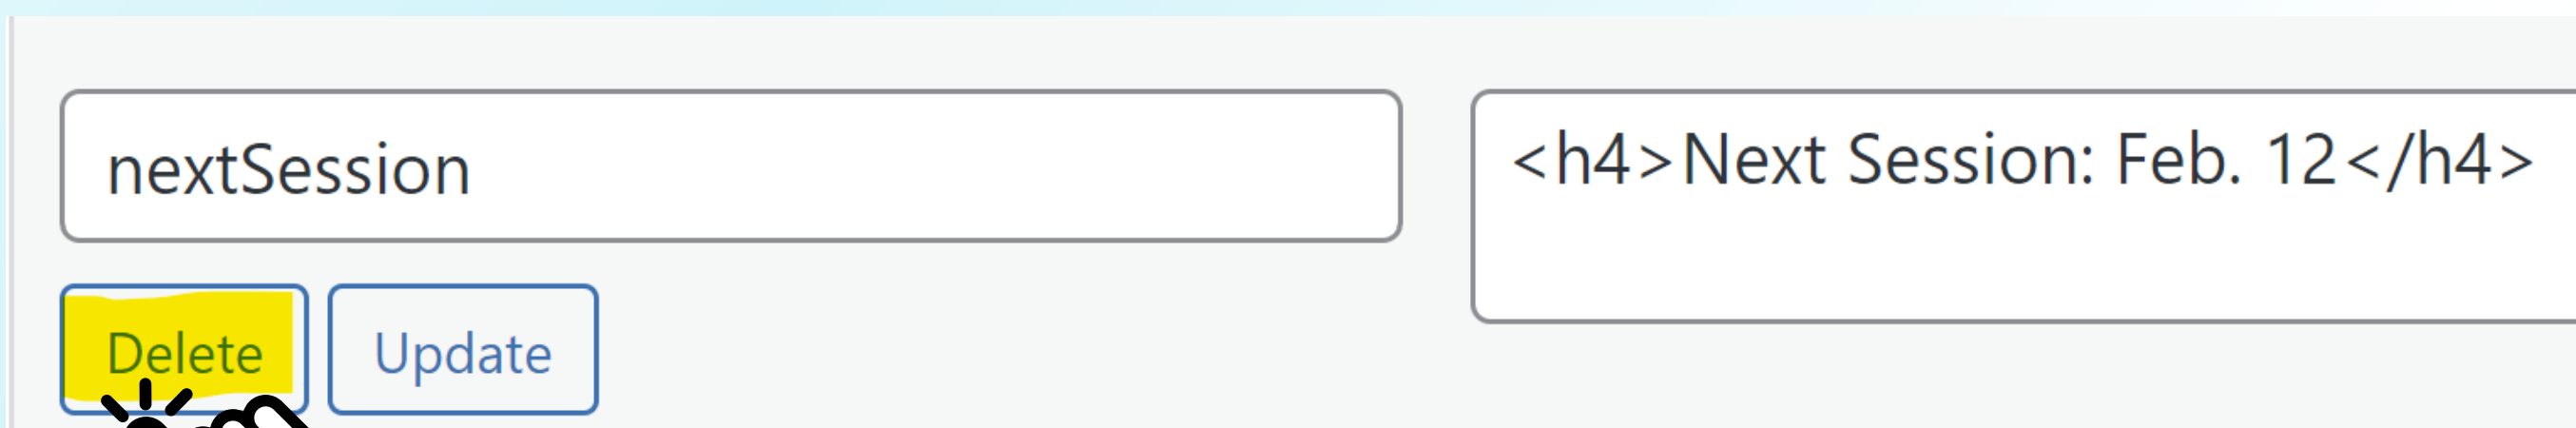 nextSession
<h4>Next Session: Feb. 12</h4>
Delete
Update